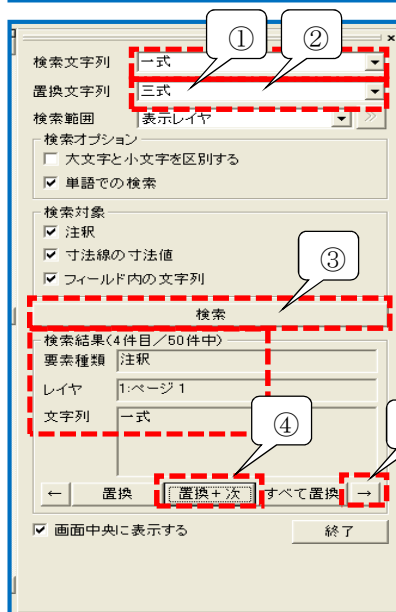 ① ②
×
検索文字列 一式
置換文字列 三式
検索範囲 表示レイヤ ≫
検索オプション
大文字と小文字を区別する
単語での検索
検索対象
注釈
寸法線の寸法値
フィールド内の文字列
③
検索
検索結果(4件目/50件中)
要素種類 注釈
レイヤ 1:ページ 1
文字列 一式
④
← 置換 置換+次 すべて置換 →
画面中央に表示する 終了